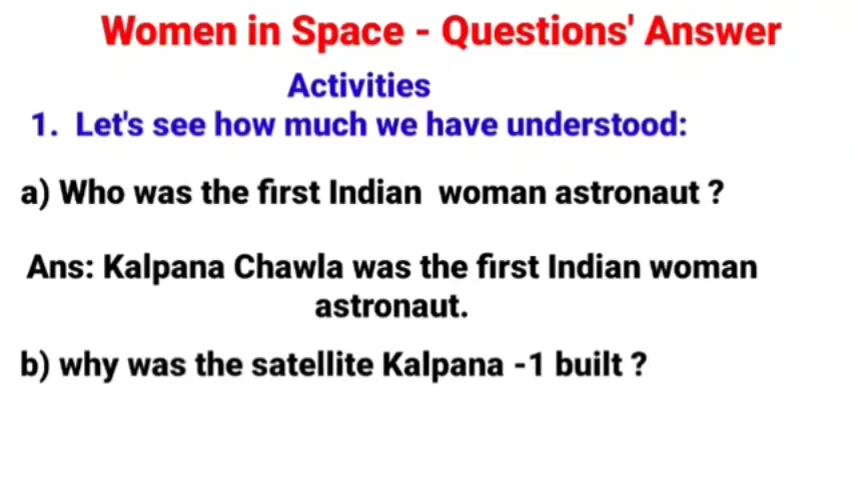 Women in Space - Questions' Answer
Activities
1. Let's see how much we have understood:
a) Who was the first Indian woman astronaut ?
Ans: Kalpana Chawla was the first Indian woman
astronaut.
b) why was the satellite Kalpana -1 built ?